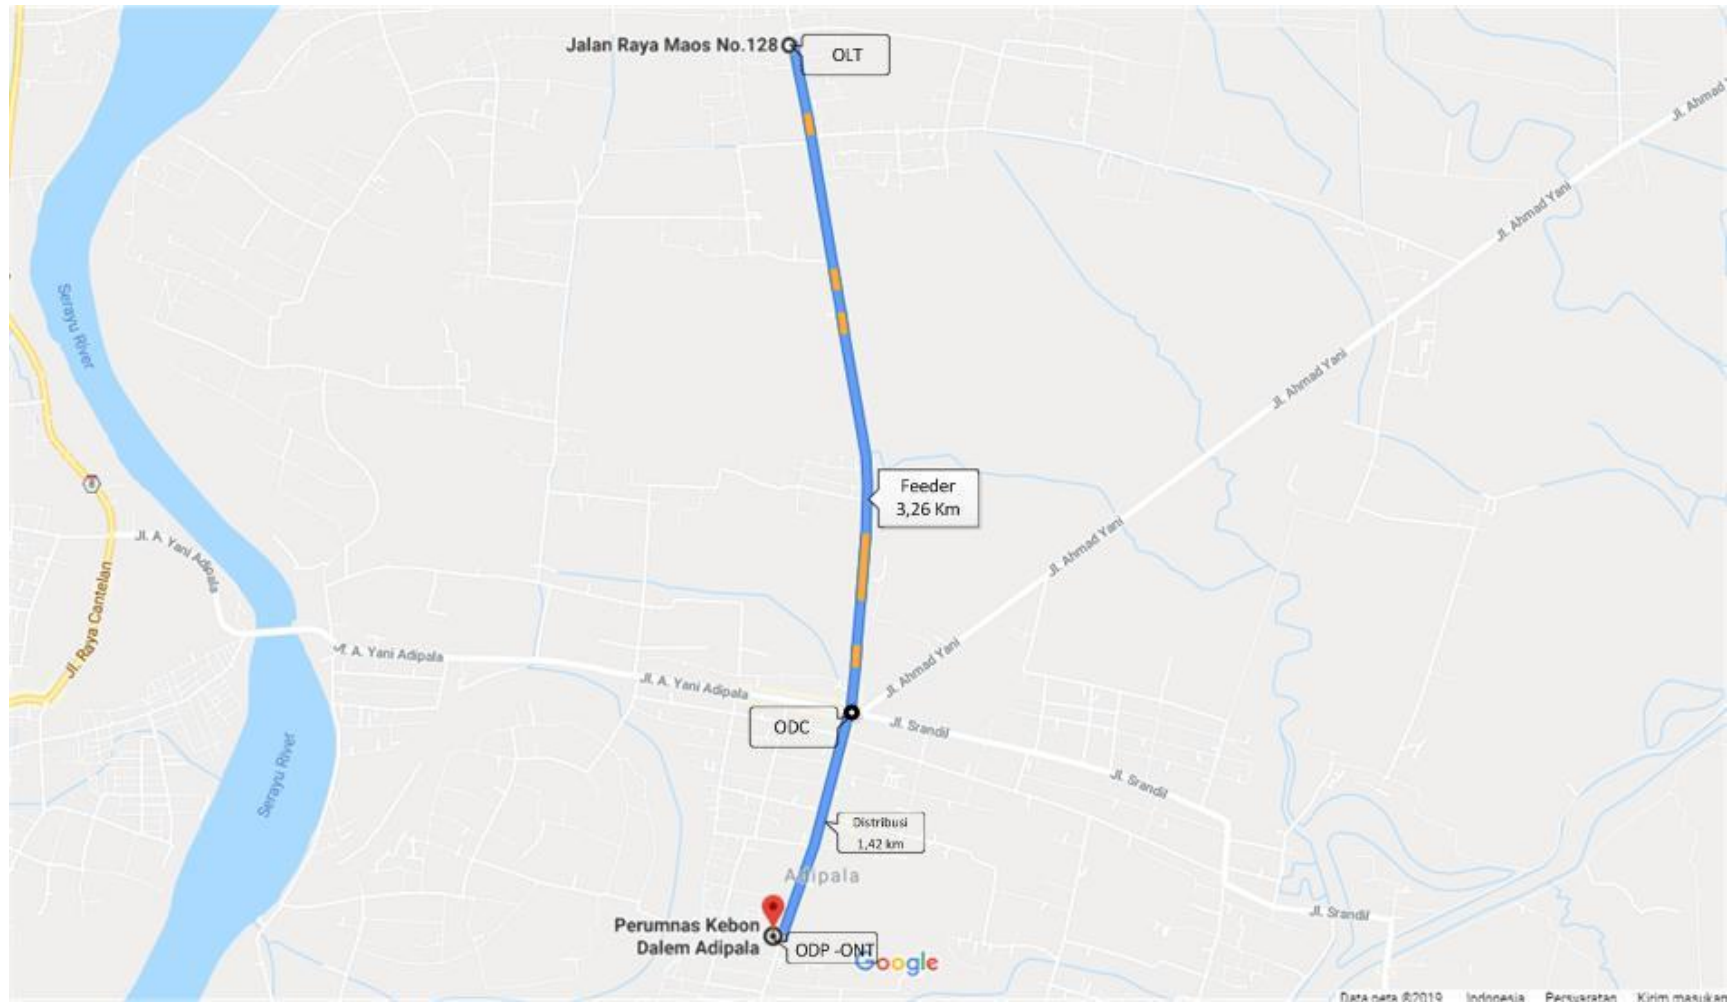 Jalan Raya Maos No.128
OLT
Jl. Ahmad
Jl. Ahmad Yani
Serayu River
Jl. Ahmad Yani
Feeder
3,26 Km
Jl. A. Yani Adipala
Jl. Ahmad Yani
Jl. Raya Cantelan
Jl. A. Yani Adipala
Jl. Ahmad Yani
Jl. A. Yani Adipala
ODC
Jl. Srandil
Serayu River
Jl. Srandil
Distribusi
1,42 km
Adipala
Perumnas Kebon
Dalem Adipala
ODP -ONT
Jl. Srandil
Google
Data peta ©2019 Indonesia Persyaratan Kirim masukan